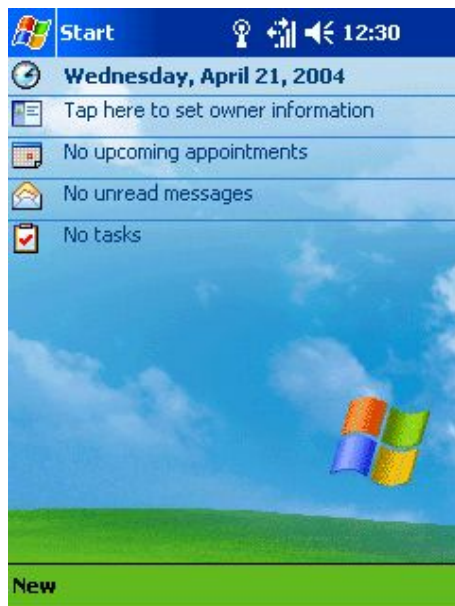 Start 12:30
Wednesday, April 21, 2004
Tap here to set owner information
No upcoming appointments
No unread messages
No tasks
New